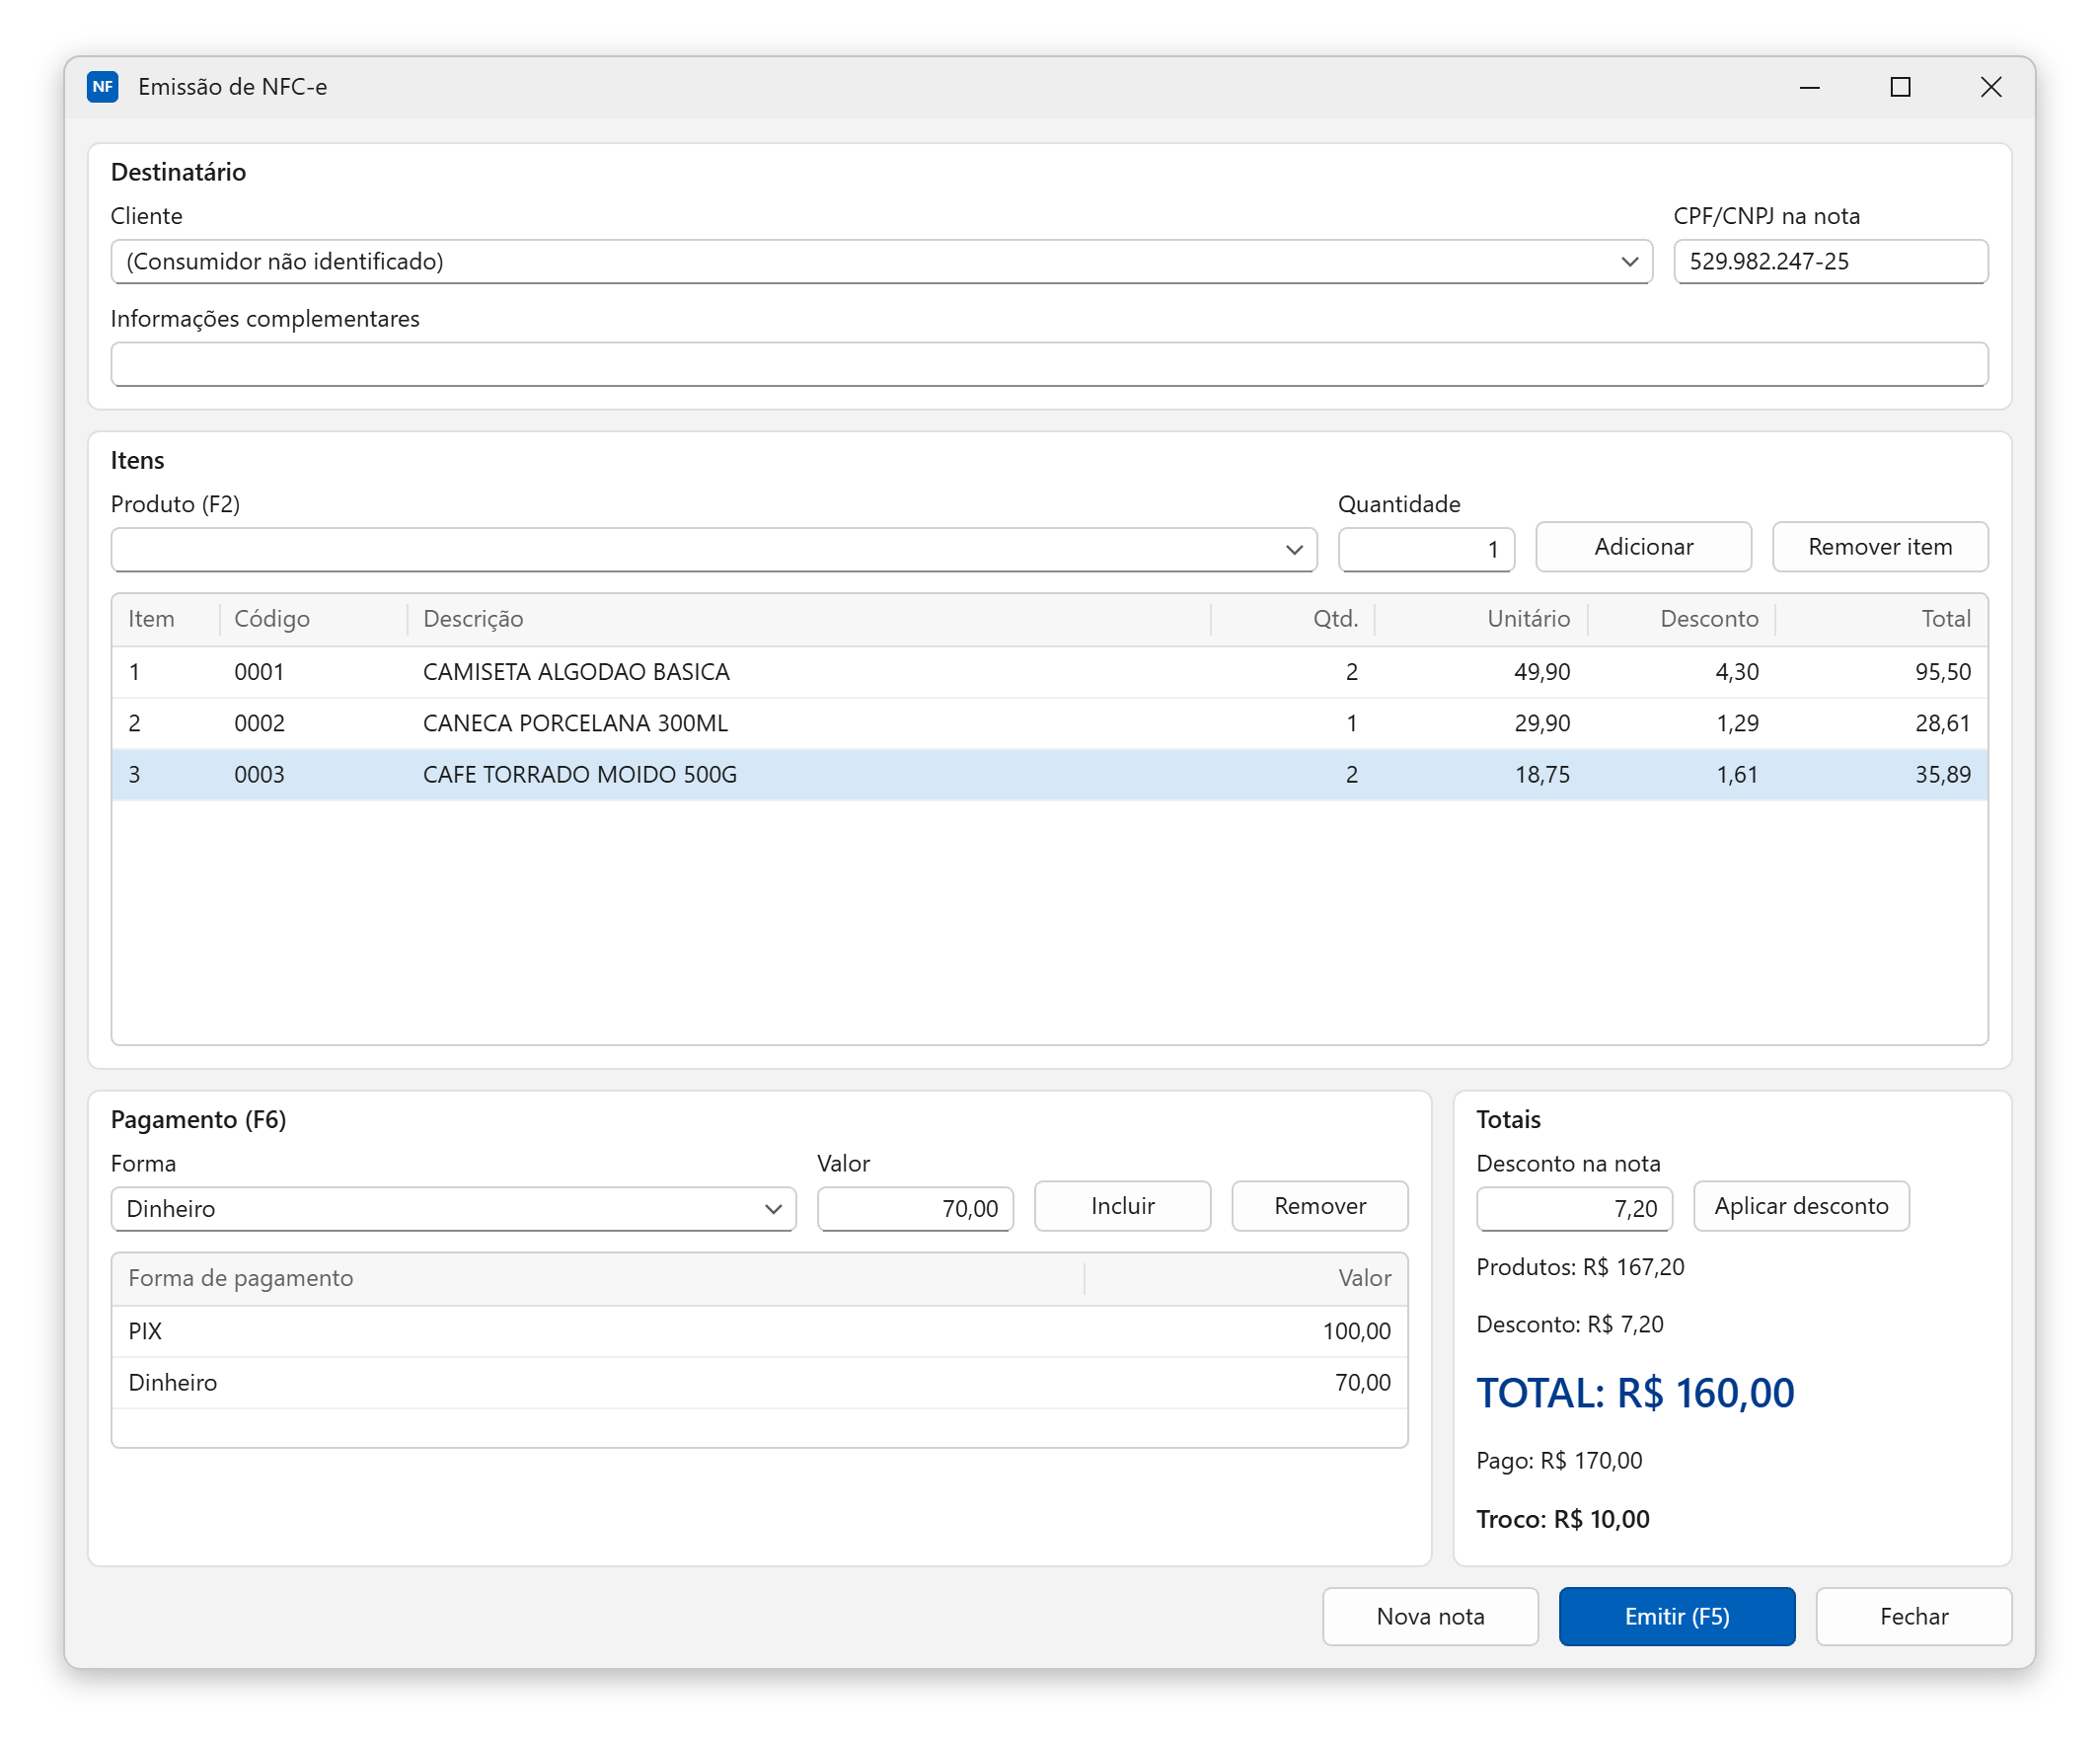 NF Emissão de NFC-e
Destinatário
Cliente CPF/CNPJ na nota
(Consumidor não identificado) 529.982.247-25
Informações complementares
Itens
Produto (F2) Quantidade
1 Adicionar Remover item
Item Código Descrição Qtd. Unitário Desconto Total
1 0001 CAMISETA ALGODAO BASICA 2 49,90 4,30 95,50
2 0002 CANECA PORCELANA 300ML 1 29,90 1,29 28,61
3 0003 CAFE TORRADO MOIDO 500G 2 18,75 1,61 35,89
Pagamento (F6)
Forma Valor
Dinheiro 70,00 Incluir Remover
Forma de pagamento Valor
PIX 100,00
Dinheiro 70,00
Totais
Desconto na nota
7,20 Aplicar desconto
Produtos: R$ 167,20
Desconto: R$ 7,20
TOTAL: R$ 160,00
Pago: R$ 170,00
Troco: R$ 10,00
Nova nota Emitir (F5) Fechar